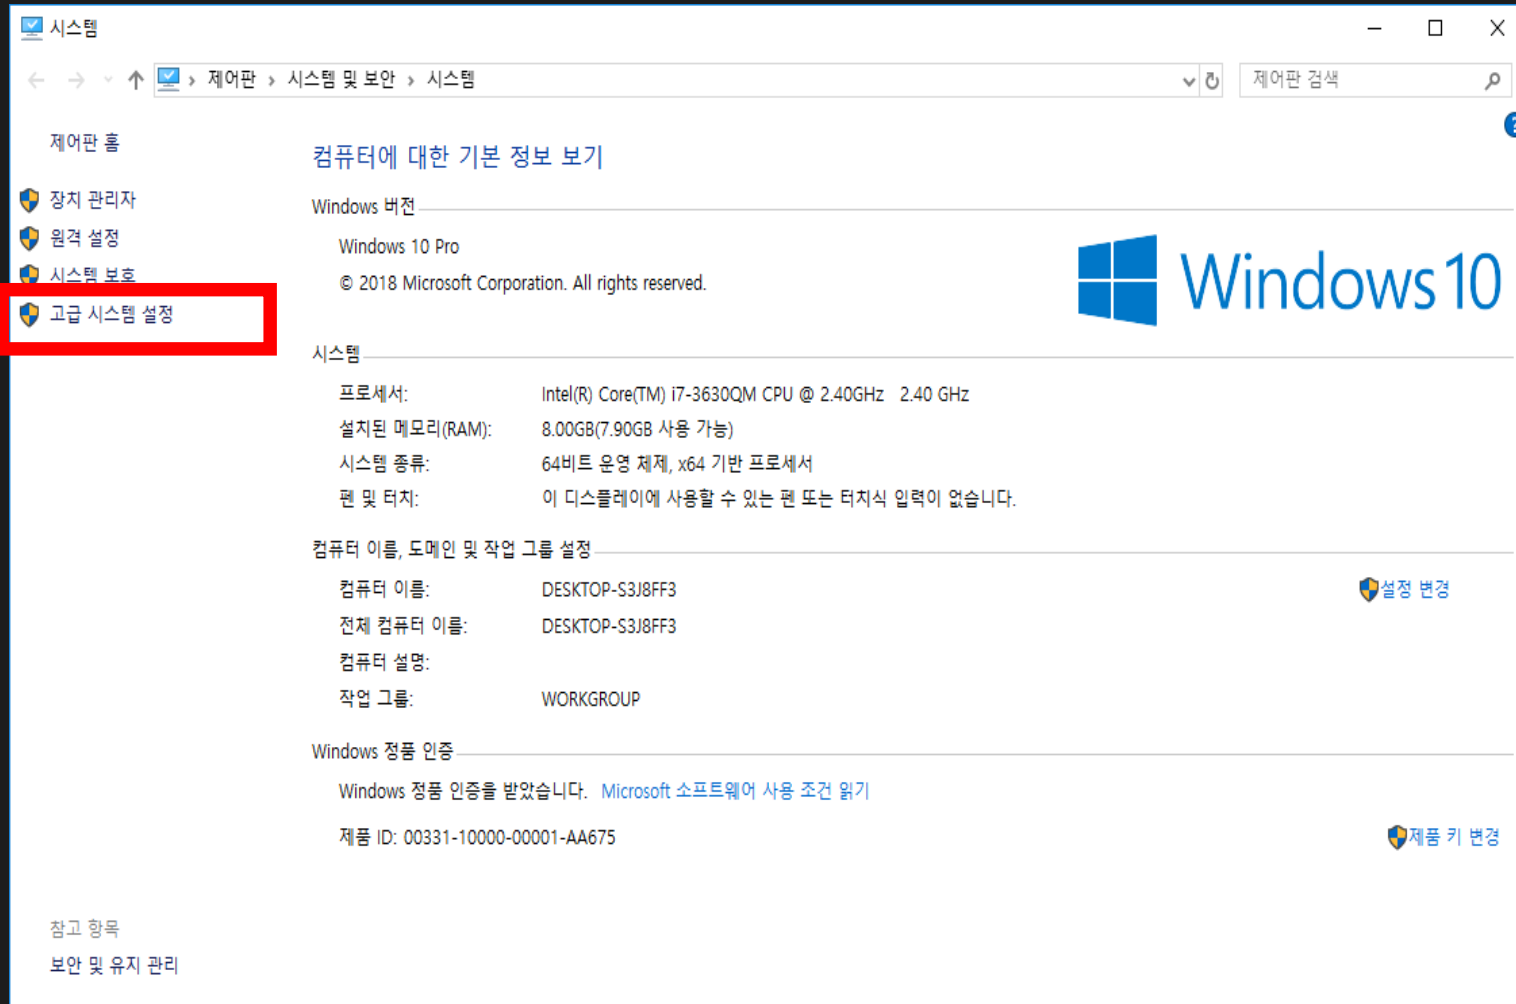 시스템
제어판 › 시스템 및 보안 › 시스템
제어판 검색
제어판 홈
장치 관리자
원격 설정
시스템 보호
고급 시스템 설정
컴퓨터에 대한 기본 정보 보기
Windows 버전
Windows 10 Pro
© 2018 Microsoft Corporation. All rights reserved.
Windows 10
시스템
프로세서: Intel(R) Core(TM) i7-3630QM CPU @ 2.40GHz 2.40 GHz
설치된 메모리(RAM): 8.00GB(7.90GB 사용 가능)
시스템 종류: 64비트 운영 체제, x64 기반 프로세서
펜 및 터치: 이 디스플레이에 사용할 수 있는 펜 또는 터치식 입력이 없습니다.
컴퓨터 이름, 도메인 및 작업 그룹 설정
컴퓨터 이름: DESKTOP-S3J8FF3 설정 변경
전체 컴퓨터 이름: DESKTOP-S3J8FF3
컴퓨터 설명:
작업 그룹: WORKGROUP
Windows 정품 인증
Windows 정품 인증을 받았습니다. Microsoft 소프트웨어 사용 조건 읽기
제품 ID: 00331-10000-00001-AA675 제품 키 변경
참고 항목
보안 및 유지 관리